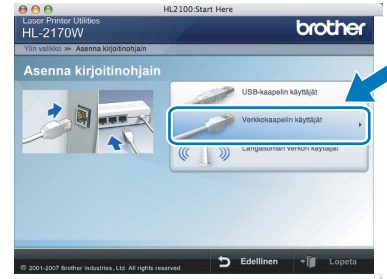 HL2100:Start Here
Laser Printer Utilities
HL-2170W
brother
Ylin valikko >> Asenna kirjoitinohjain
Asenna kirjoitinohjain
USB-kaapelin käyttäjät
Verkkokaapelin käyttäjät
Langattoman verkon käyttäjät
© 2001-2007 Brother Industries, Ltd. All rights reserved.
Edellinen
Lopeta